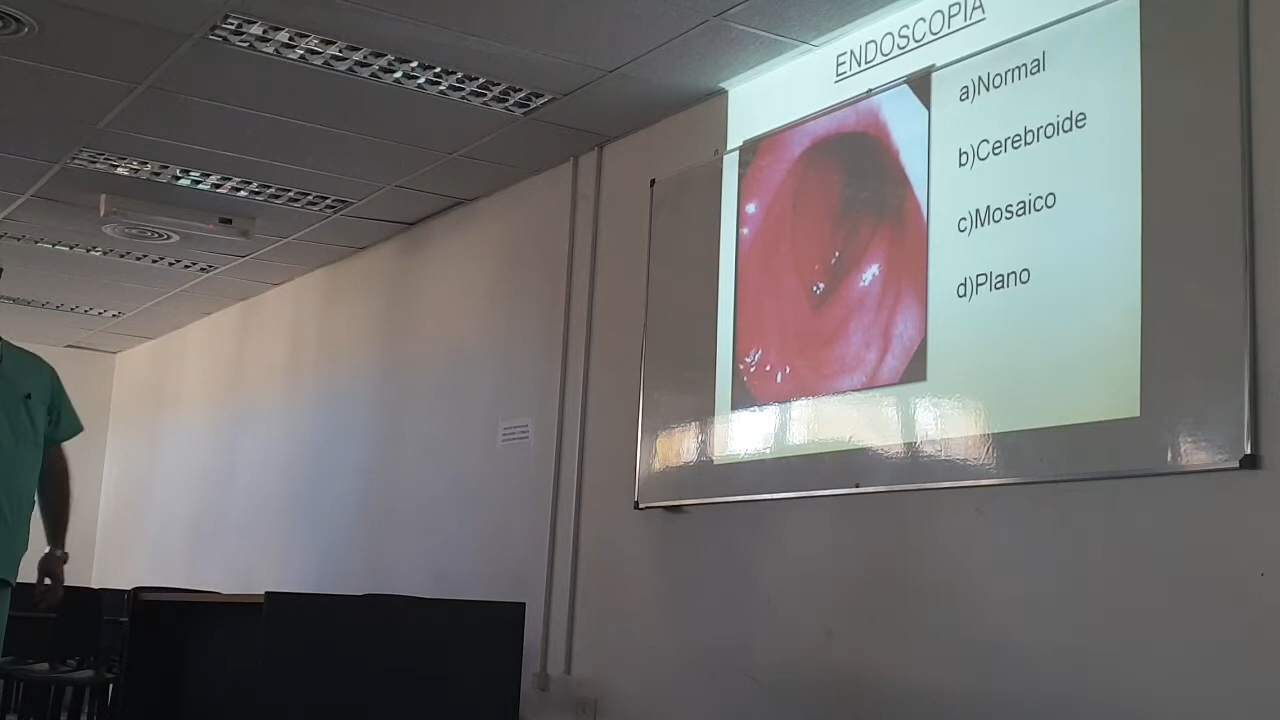 ENDOSCOPIA
a)Normal
b)Cerebroide
c)Mosaico
d)Plano